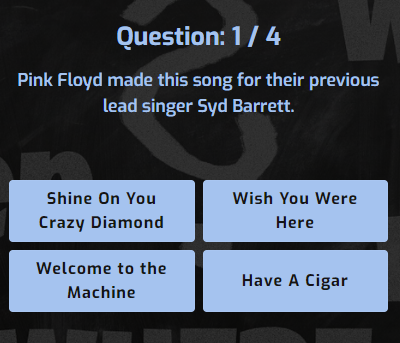 Question: 1 / 4
Pink Floyd made this song for their previous
lead singer Syd Barrett.
Shine On You
Crazy Diamond
Wish You Were
Here
Welcome to the
Machine
Have A Cigar